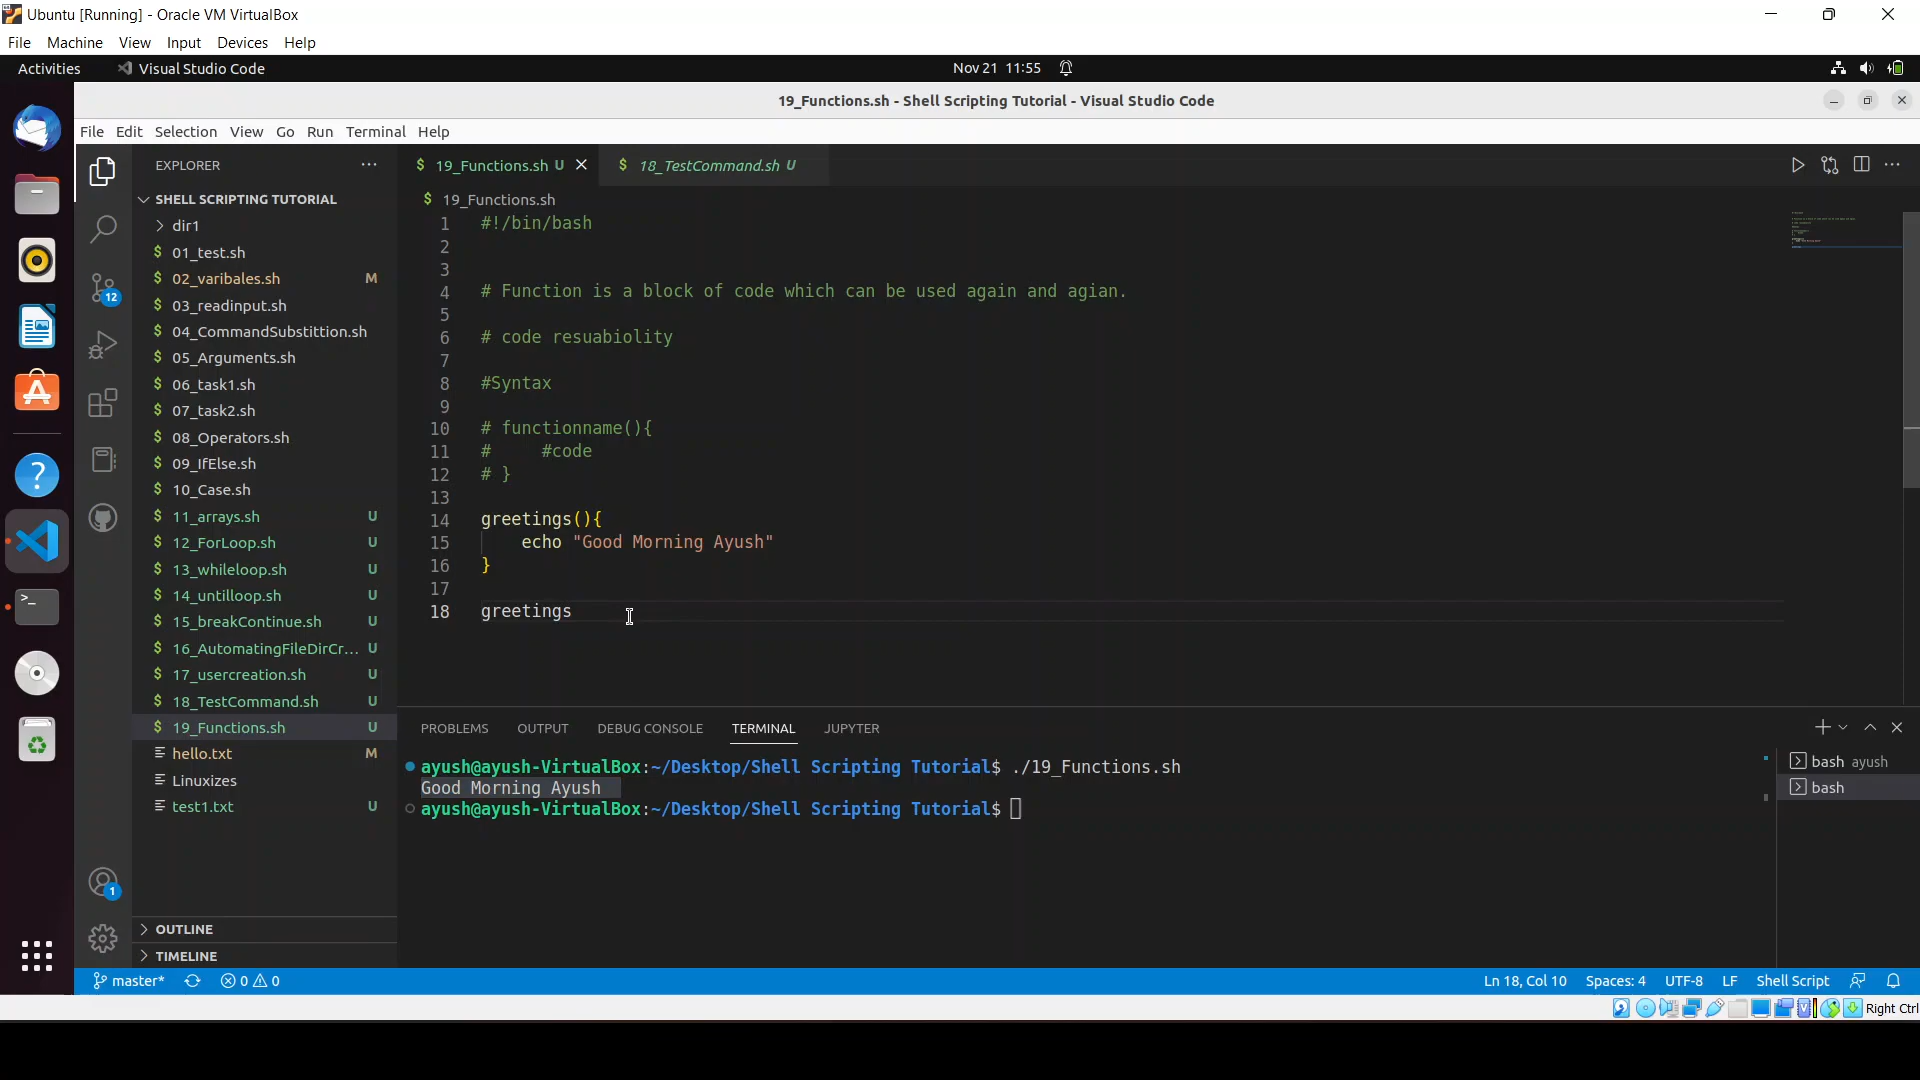 Ubuntu [Running] - Oracle VM VirtualBox
File Machine View Input Devices Help
Activities Visual Studio Code Nov 21 11:55
19_Functions.sh - Shell Scripting Tutorial - Visual Studio Code
File Edit Selection View Go Run Terminal Help
EXPLORER
SHELL SCRIPTING TUTORIAL
dir1
$ 01_test.sh
$ 02_varibales.sh M
$ 03_readinput.sh
$ 04_CommandSubstittion.sh
$ 05_Arguments.sh
$ 06_task1.sh
$ 07_task2.sh
$ 08_Operators.sh
$ 09_IfElse.sh
$ 10_Case.sh
$ 11_arrays.sh U
$ 12_ForLoop.sh U
$ 13_whileloop.sh U
$ 14_untilloop.sh U
$ 15_breakContinue.sh U
$ 16_AutomatingFileDirCr... U
$ 17_usercreation.sh U
$ 18_TestCommand.sh U
$ 19_Functions.sh U
hello.txt M
Linuxizes
test1.txt U
OUTLINE
TIMELINE
12
1
$ 19_Functions.sh U $ 18_TestCommand.sh U
$ 19_Functions.sh
1 #!/bin/bash
2
3
4 # Function is a block of code which can be used again and agian.
5
6 # code resuabiolity
7
8 #Syntax
9
10 # functionname(){
11 # #code
12 # }
13
14 greetings(){
15 echo "Good Morning Ayush"
16 }
17
18 greetings
PROBLEMS OUTPUT DEBUG CONSOLE TERMINAL JUPYTER
ayush@ayush-VirtualBox:~/Desktop/Shell Scripting Tutorial$ ./19_Functions.sh
Good Morning Ayush
ayush@ayush-VirtualBox:~/Desktop/Shell Scripting Tutorial$
bash ayush
bash
master* 0 0 Ln 18, Col 10 Spaces: 4 UTF-8 LF Shell Script
Right Ctrl